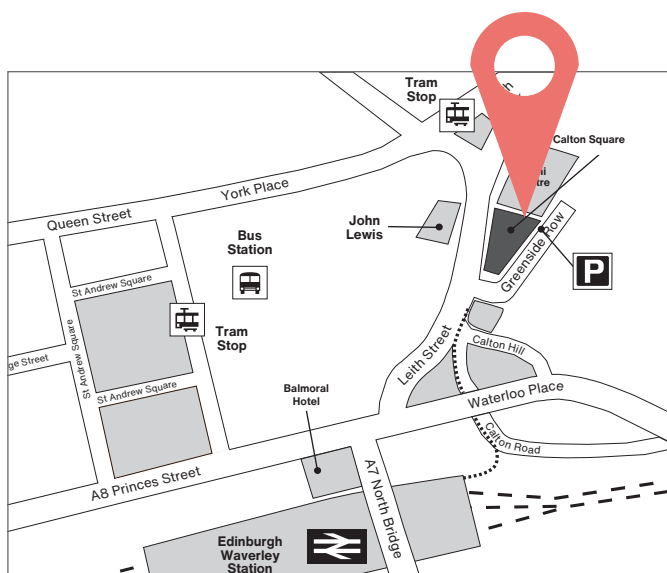 Tram
Stop
Calton Square
York Place
Queen Street
John
Lewis
Bus
Station
Greenside Row
P
St Andrew Square
Tram
Stop
St Andrew Square
Leith Street
Calton Hill
St Andrew Square
Balmoral
Hotel
Waterloo Place
Calton Road
A8 Princes Street
A7 North Bridge
Edinburgh
Waverley
Station